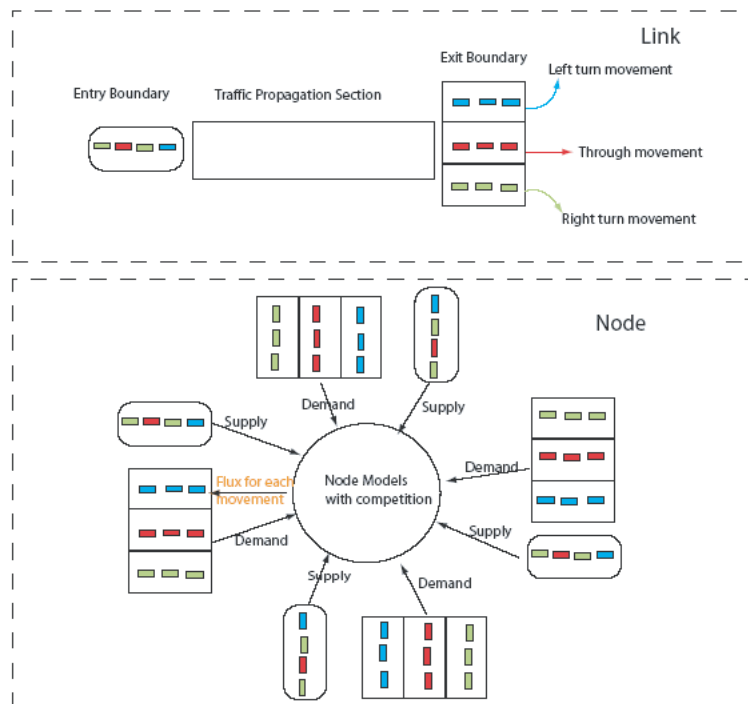 Link
Exit Boundary
Left turn movement
Entry Boundary
Traffic Propagation Section
Through movement
Right turn movement
Node
Demand
Supply
Supply
Demand
Flux for each
movement
Node Models
with competition
Demand
Supply
Supply
Demand